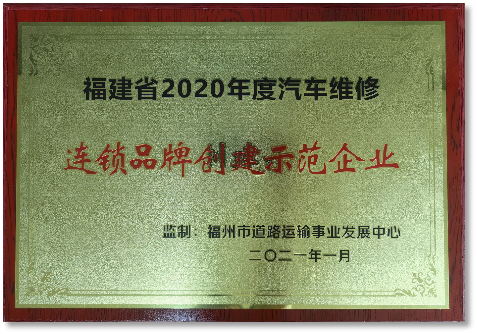 福建省2020年度汽车维修
连锁品牌创建示范企业
监制：福州市道路运输事业发展中心
二〇二一年一月